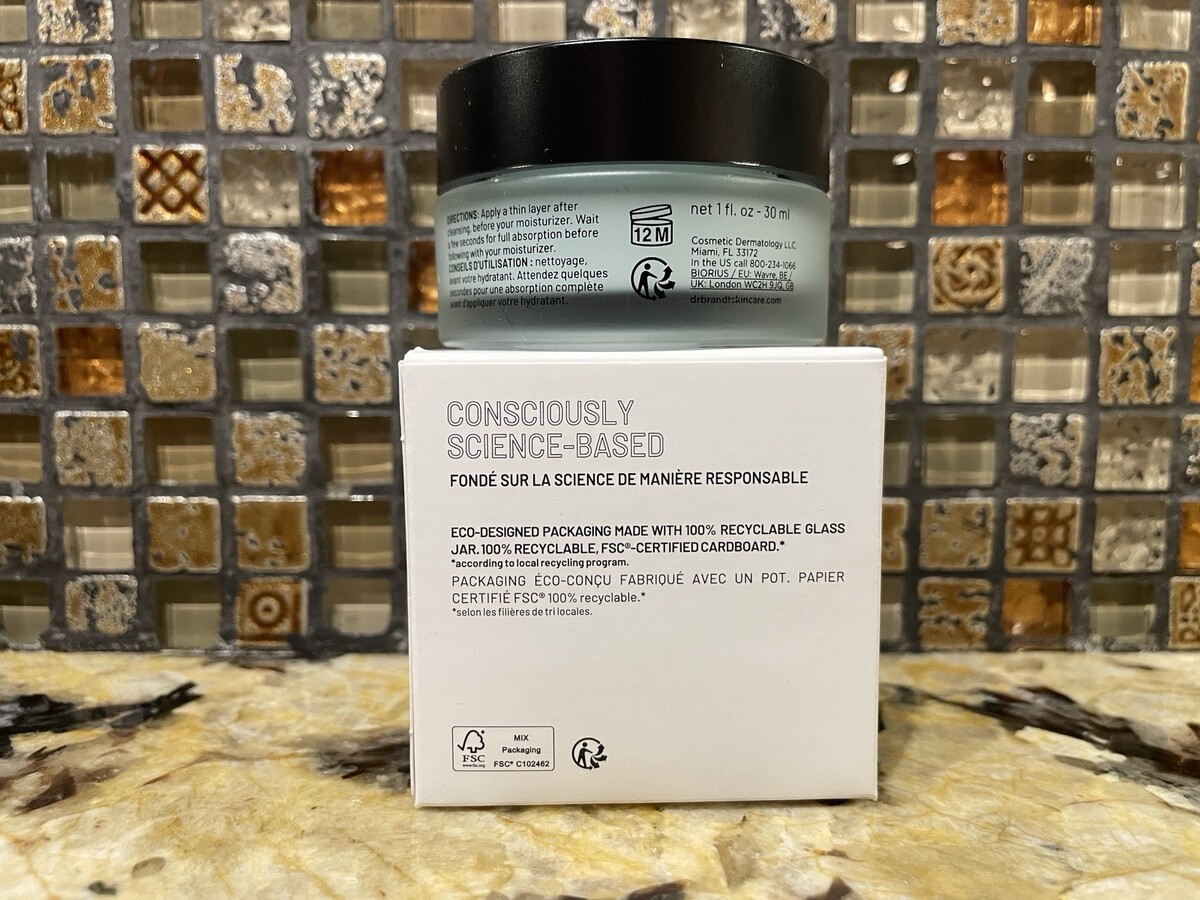 DIRECTIONS: Apply a thin layer after
cleansing, before your moisturizer. Wait
a few seconds for full absorption before
following with your moisturizer.
CONSEILS D'UTILISATION : nettoyage,
avant votre hydratant. Attendez quelques
secondes pour une absorption complète
avant d'appliquer votre hydratant.
12 M
net 1 fl. oz - 30 ml
Cosmetic Dermatology LLC,
Miami, FL 33172
In the US call 800-234-1066
BIORIUS / EU: Wavre, BE /
UK: London WC2H 9JQ, GB
drbrandtskincare.com
CONSCIOUSLY
SCIENCE-BASED
FONDÉ SUR LA SCIENCE DE MANIÈRE RESPONSABLE
ECO-DESIGNED PACKAGING MADE WITH 100% RECYCLABLE GLASS
JAR. 100% RECYCLABLE, FSC®-CERTIFIED CARDBOARD.*
*according to local recycling program.
PACKAGING ÉCO-CONÇU FABRIQUÉ AVEC UN POT. PAPIER
CERTIFIÉ FSC® 100% recyclable.*
*selon les filières de tri locales.
FSC
www.fsc.org
MIX
Packaging
FSC® C102462